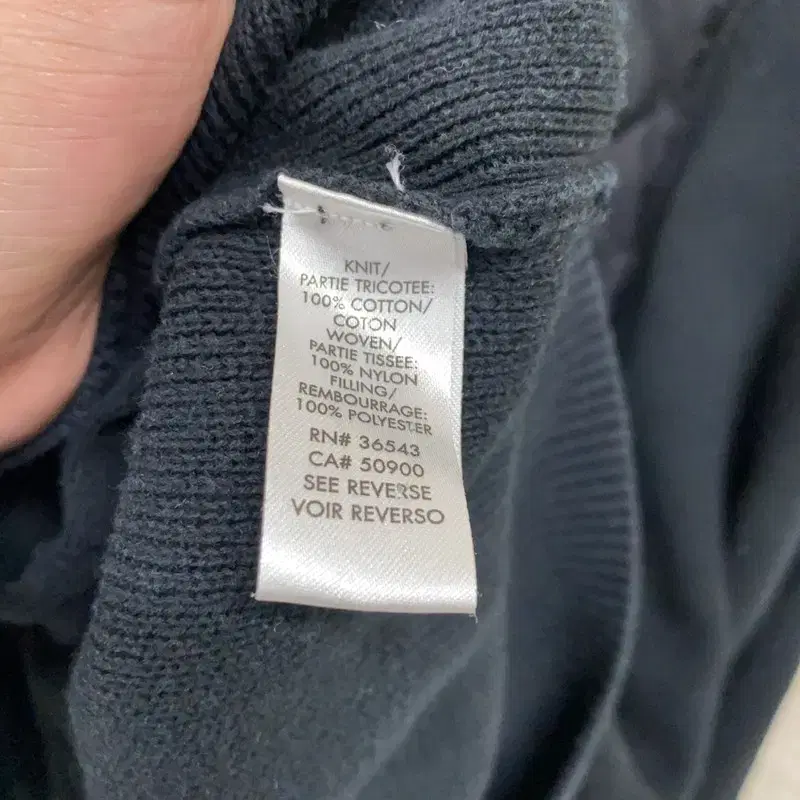 KNIT/
PARTIE TRICOTEE:
100% COTTON/
COTON
WOVEN/
PARTIE TISSEE:
100% NYLON
FILLING/
REMBOURRAGE:
100% POLYESTER
RN# 36543
CA# 50900
SEE REVERSE
VOIR REVERSO